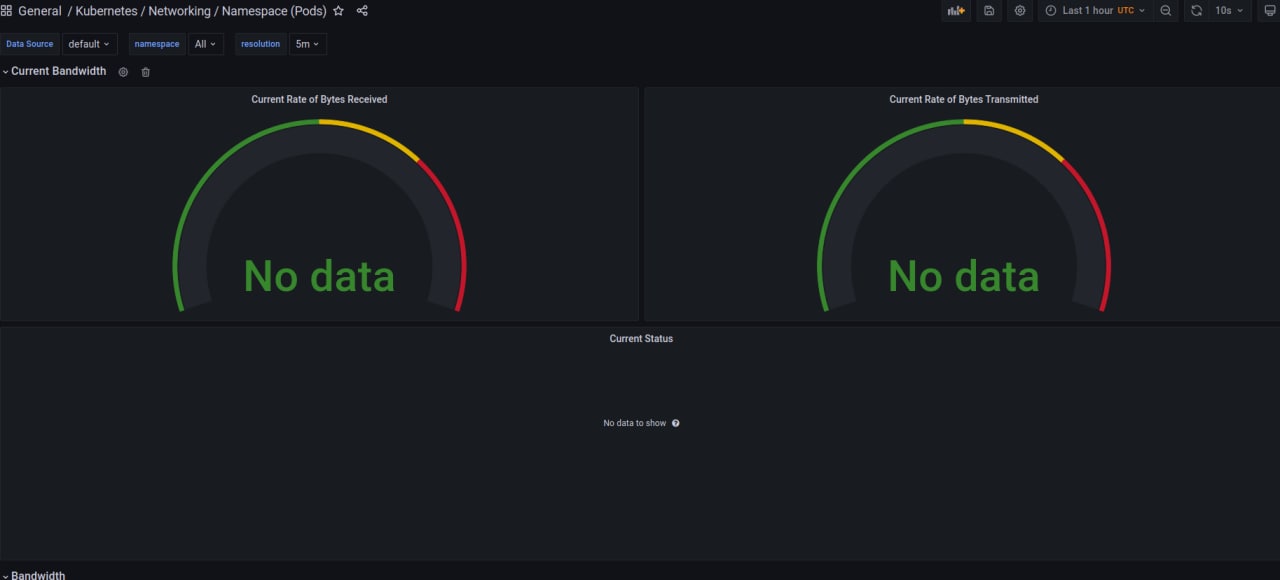 General / Kubernetes / Networking / Namespace (Pods)
Last 1 hour UTC
10s
Data Source default namespace All resolution 5m
Current Bandwidth
Current Rate of Bytes Received
Current Rate of Bytes Transmitted
No data
No data
Current Status
No data to show
Bandwidth